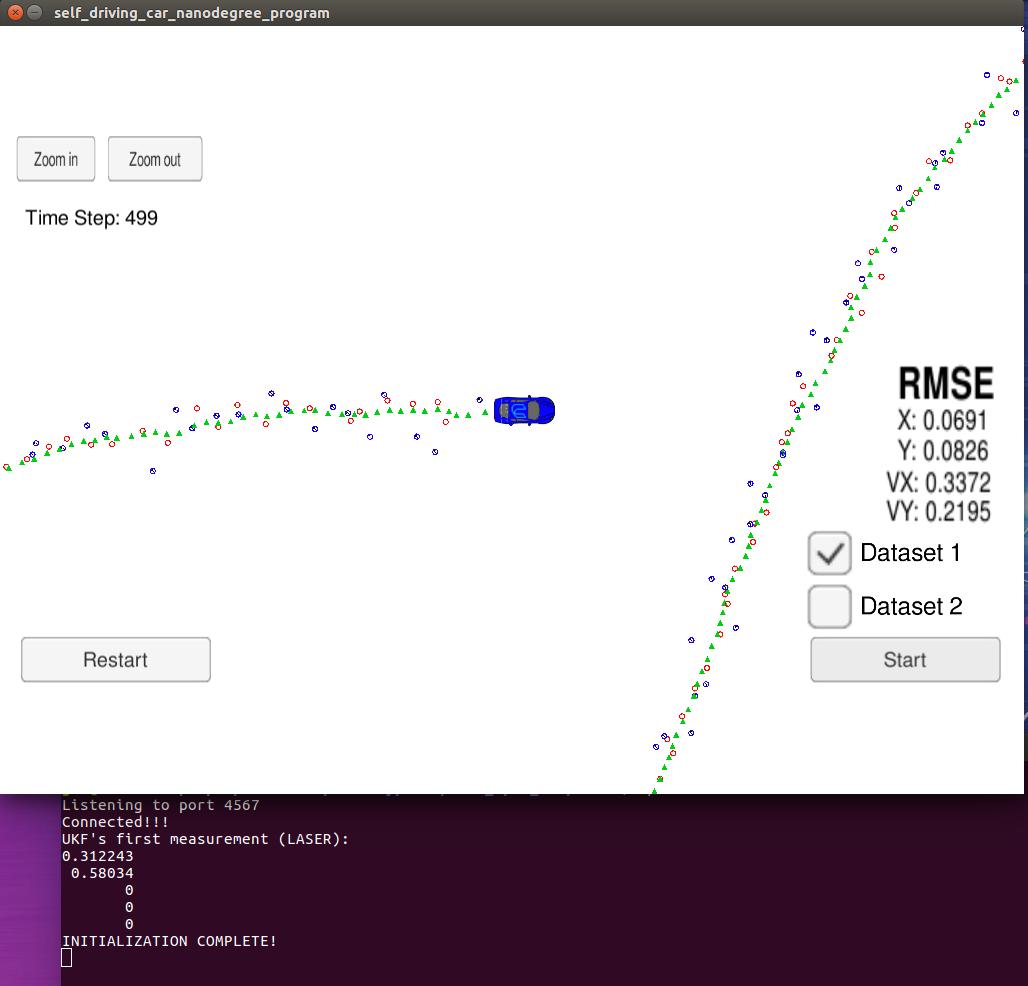 self_driving_car_nanodegree_program
Zoom in
Zoom out
Time Step: 499
RMSE
X: 0.0691
Y: 0.0826
VX: 0.3372
VY: 0.2195
Dataset 1
Dataset 2
Restart
Start
Listening to port 4567
Connected!!!
UKF's first measurement (LASER):
0.312243
0.58034
0
0
0
INITIALIZATION COMPLETE!